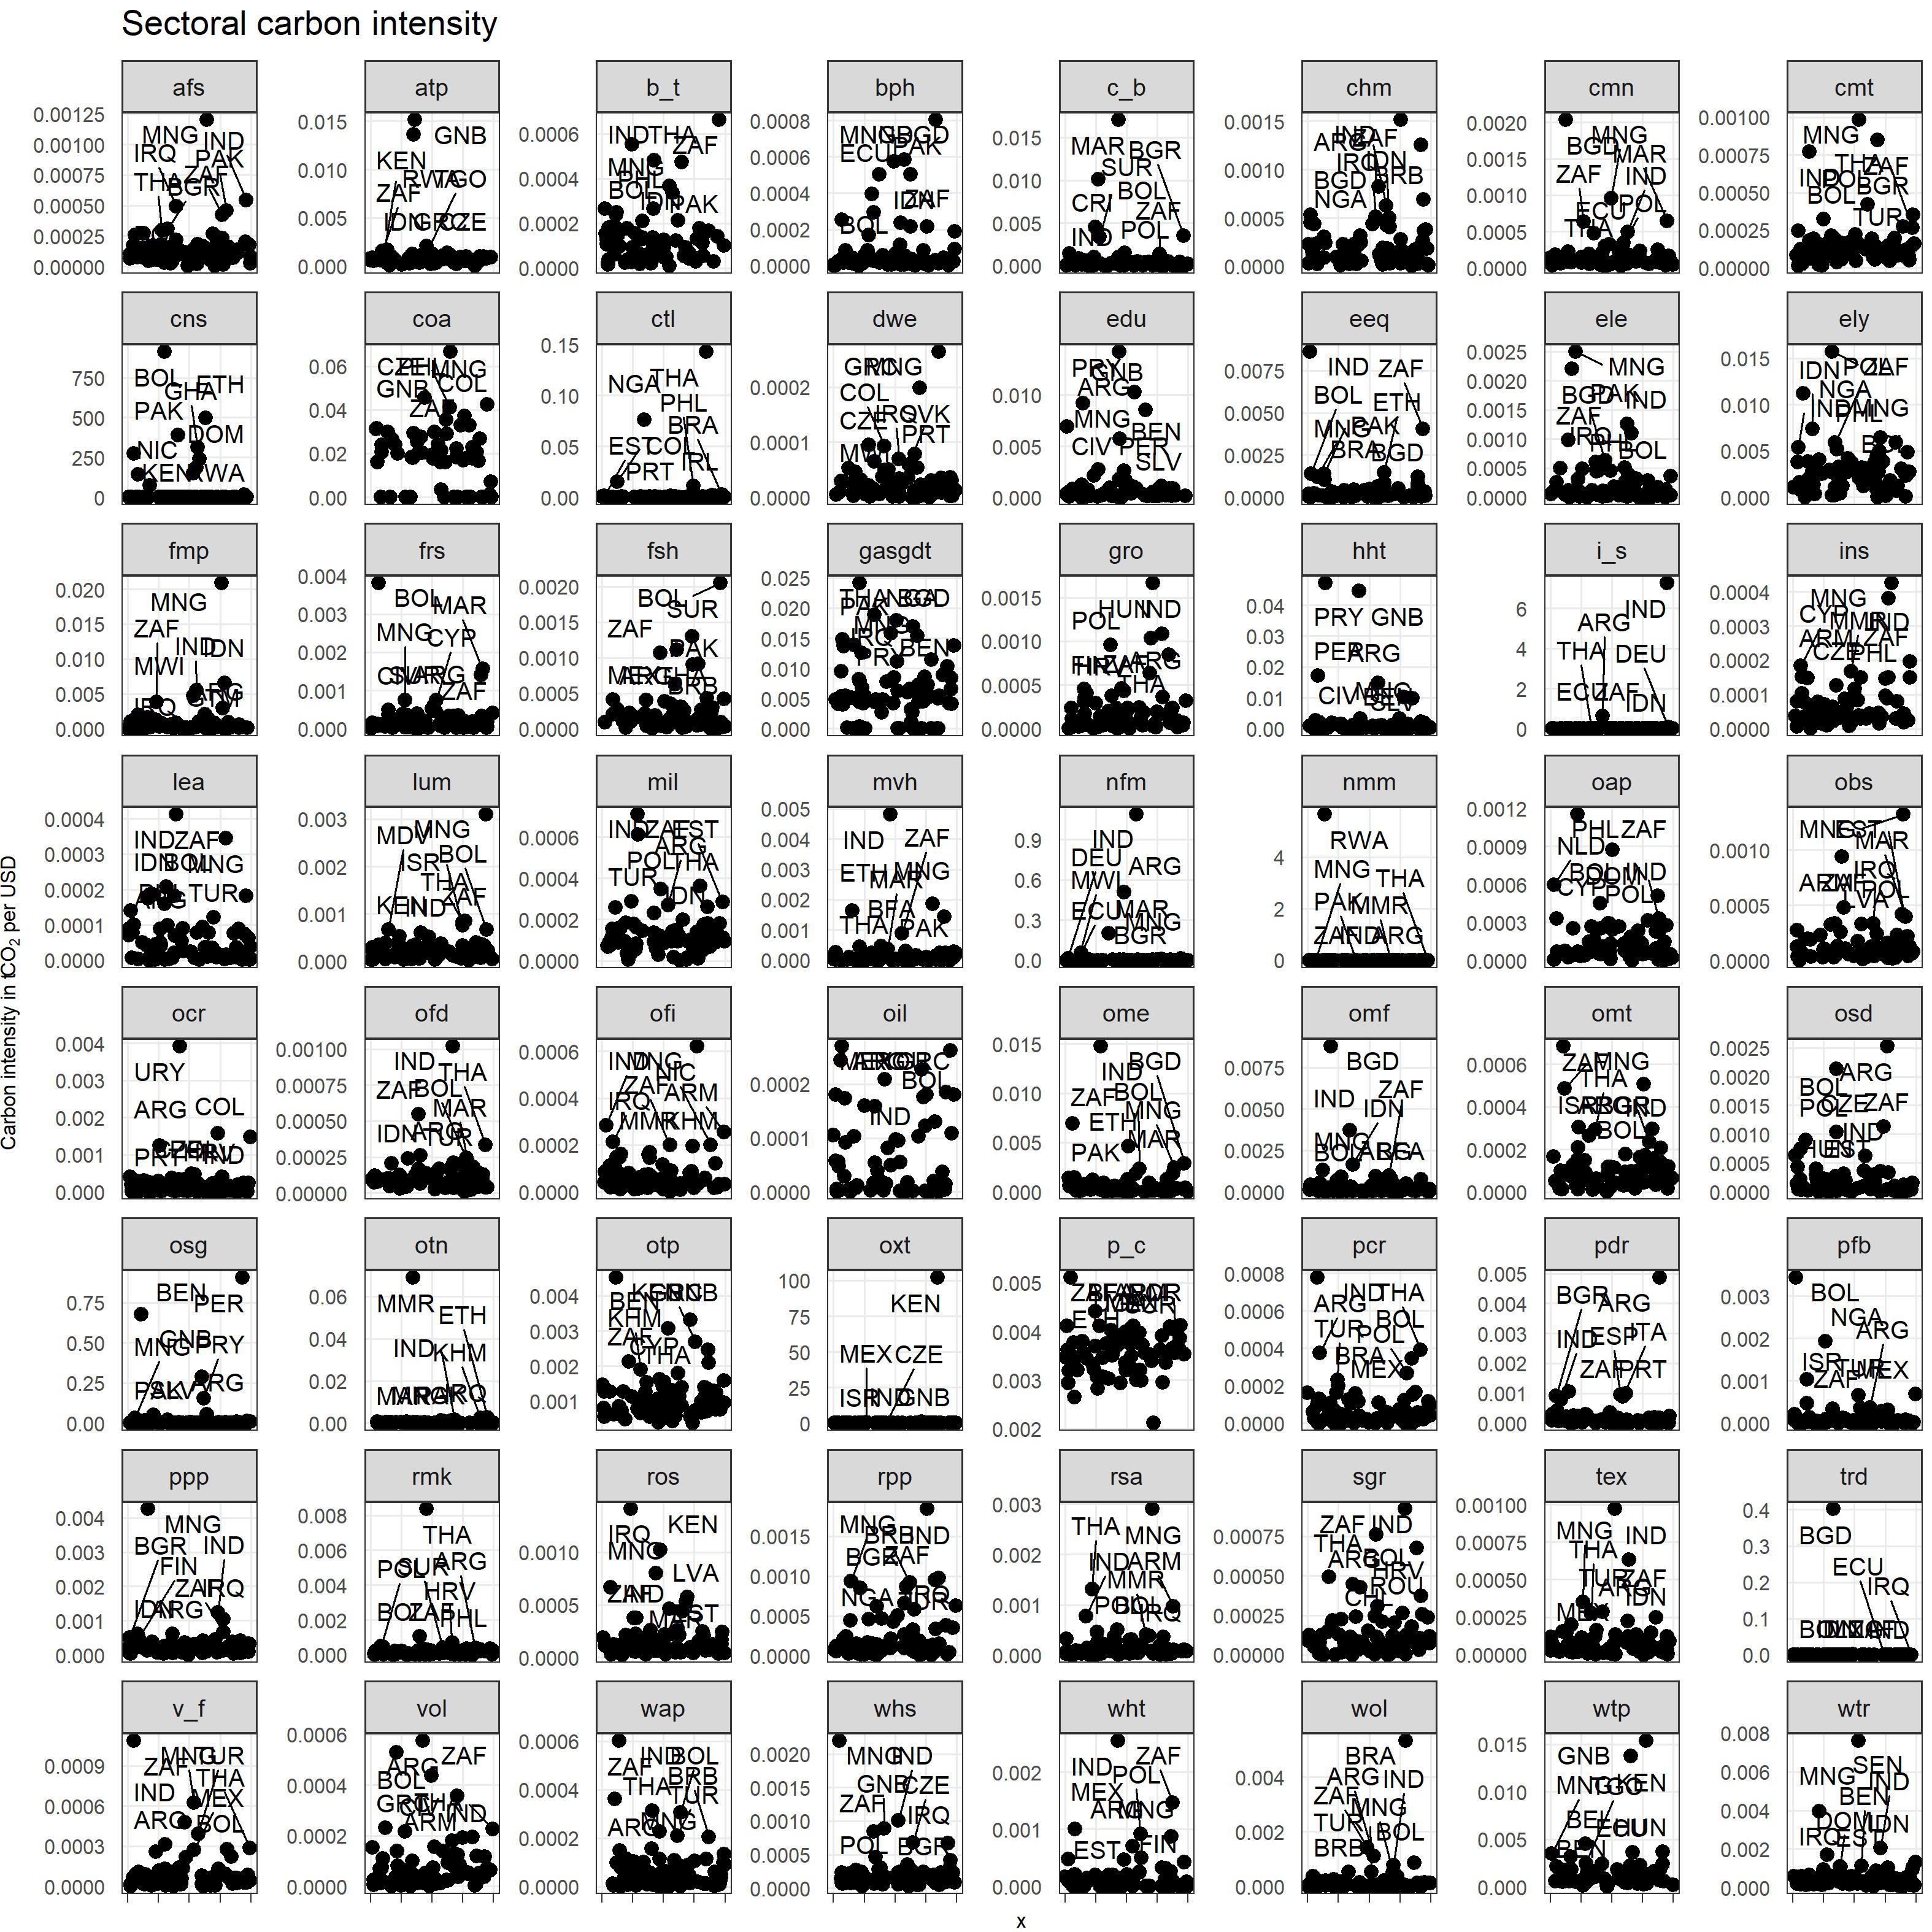 Sectoral carbon intensity
afs atp b_t bph c_b chm cmn cmt
0.00125 0.00100 0.00075 0.00050 0.00025 0.00000
MNG IND IRQ PAK ZAF BGR
0.015 0.010 0.005 0.000
GNB KEN RWA TGO ZAF IDN GRC CZE
0.0006 0.0004 0.0002 0.0000
IND THA ZAF MNG PHL BOL IDN PAK
0.0008 0.0006 0.0004 0.0002 0.0000
MNG BGD ECU PAK IDN ZAF BOL
0.015 0.010 0.005 0.000
MAR BGR SUR BOL CRI ZAF POL IND
0.0015 0.0010 0.0005 0.0000
ARG IND ZAF IRQ IDN BGD BRB NGA
0.0020 0.0015 0.0010 0.0005 0.0000
MNG BGD MAR ZAF IND ECU POL THA
0.00100 0.00075 0.00050 0.00025 0.00000
MNG THA ZAF IND POL BGR BOL TUR
cns coa ctl dwe edu eeq ele ely
750 500 250 0
BOL ETH GHA PAK DOM NIC KEN RWA
0.06 0.04 0.02 0.00
CZE PHL MNG GNB COL ZAF
0.15 0.10 0.05 0.00
NGA THA PHL BRA EST COL IRL PRT
0.0002 0.0001 0.0000
GRC MNG COL CZE IRQ SVK PRT MWI
0.010 0.005 0.000
PRY GNB ARG MNG BEN CIV PER SLV
0.0075 0.0050 0.0025 0.0000
IND ZAF BOL ETH MNG PAK BRA BGD
0.0025 0.0020 0.0015 0.0010 0.0005 0.0000
MNG BGD PAK IND ZAF IRQ PHL BOL
0.015 0.010 0.005 0.000
IDN POL ZAF NGA IND PHL MNG
fmp frs fsh gasgdt gro hht i_s ins
0.020 0.015 0.010 0.005 0.000
MNG ZAF IND IDN MWI ARG IRQ
0.004 0.003 0.002 0.001 0.000
BOL MAR MNG CYP ARG ZAF
0.0020 0.0015 0.0010 0.0005 0.0000
BOL SUR ZAF PAK MEX BRB
0.025 0.020 0.015 0.010 0.005 0.000
THA NGA BGD PAK MNG IRQ BEN PRY
0.0015 0.0010 0.0005 0.0000
HUN IND POL ZAF ARG THA
0.04 0.03 0.02 0.01 0.00
PRY GNB PER ARG CIV MNG BEN SLV
6 4 2 0
IND ARG THA DEU ECU ZAF IDN
0.0004 0.0003 0.0002 0.0001 0.0000
MNG CYP MMR IND ARM ZAF CZE PHL
lea lum mil mvh nfm nmm oap obs
0.0004 0.0003 0.0002 0.0001 0.0000
IND ZAF IDN BOL MNG TUR ARG
0.003 0.002 0.001 0.000
MDV MNG ISR BOL THA ZAF KEN IND
0.0006 0.0004 0.0002 0.0000
IND ZAF EST ARG POL THA TUR IDN
0.005 0.004 0.003 0.002 0.001 0.000
IND ZAF ETH MAR MNG BFA THA PAK
0.9 0.6 0.3 0.0
IND DEU ARG MWI ECU MAR MNG BGR
4 2 0
RWA MNG THA PAK MMR ZAF IND ARG
0.0012 0.0009 0.0006 0.0003 0.0000
PHL ZAF NLD BOL DOM IND CYP POL
0.0010 0.0005 0.0000
MNG EST MAR IRQ ZAF POL LVA
Carbon intensity in tCO₂ per USD
ocr ofd ofi oil ome omf omt osd
0.004 0.003 0.002 0.001 0.000
URY ARG COL CZE PRY IND
0.00100 0.00075 0.00050 0.00025 0.00000
IND THA ZAF BOL MAR IDN ARG TUR
0.0006 0.0004 0.0002 0.0000
IND MNG NIC ZAF ARM IRQ MMR KHM
0.0002 0.0001 0.0000
GRC BOL IND
0.015 0.010 0.005 0.000
BGD IND ZAF BOL MNG ETH MAR PAK
0.0075 0.0050 0.0025 0.0000
BGD ZAF IND IDN MNG BOL ARG
0.0006 0.0004 0.0002 0.0000
ZAF MNG THA ISR BGR IND BOL
0.0025 0.0020 0.0015 0.0010 0.0005 0.0000
ARG BOL POL CZE ZAF IND HUN EST
osg otn otp oxt p_c pcr pdr pfb
0.75 0.50 0.25 0.00
BEN PER GNB MNG PRY PAK SLV ARG
0.06 0.04 0.02 0.00
MMR ETH IND KHM IRQ
0.004 0.003 0.002 0.001
KEN GNB BEN KHM ZAF CYP THA
100 75 50 25 0
KEN MEX CZE ISR IND GNB
0.005 0.004 0.003 0.002
0.0008 0.0006 0.0004 0.0002 0.0000
IND THA ARG BOL TUR POL BRA MEX
0.005 0.004 0.003 0.002 0.001 0.000
BGR ARG IND ESP ITA ZAF PRT
0.003 0.002 0.001 0.000
BOL NGA ARG ISR TUR MEX ZAF
ppp rmk ros rpp rsa sgr tex trd
0.004 0.003 0.002 0.001 0.000
MNG BGR IND FIN ZAF IRQ IDN ARG
0.008 0.006 0.004 0.002 0.000
THA POL SUR ARG HRV BOL ZAF PHL
0.0010 0.0005 0.0000
KEN IRQ MNG LVA ZAF IND MAR EST
0.0015 0.0010 0.0005 0.0000
MNG BRB IND BGR ZAF NGA IRQ
0.003 0.002 0.001 0.000
THA MNG IND ARM MMR POL BOL IRQ
0.00075 0.00050 0.00025 0.00000
ZAF IND THA ARG BOL HRV ROU CHL
0.00100 0.00075 0.00050 0.00025 0.00000
MNG IND THA TUR ZAF ARG IDN MEX
0.4 0.3 0.2 0.1 0.0
BGD ECU IRQ IND
v_f vol wap whs wht wol wtp wtr
0.0009 0.0006 0.0003 0.0000
MNG TUR ZAF THA IND MEX ARG BOL
0.0006 0.0004 0.0002 0.0000
ZAF ARG BOL THA IND ARM
0.0006 0.0004 0.0002 0.0000
IND BOL ZAF BRB THA TUR MNG ARG
0.0020 0.0015 0.0010 0.0005 0.0000
MNG IND GNB CZE ZAF IRQ POL BGR
0.002 0.001 0.000
ZAF IND POL MEX ARG MNG EST FIN
0.004 0.002 0.000
BRA ARG IND ZAF MNG TUR BOL BRB
0.015 0.010 0.005 0.000
GNB KEN MNG TGO BEN HUN
0.008 0.006 0.004 0.002 0.000
SEN MNG IND BEN DOM IDN IRQ EST
x